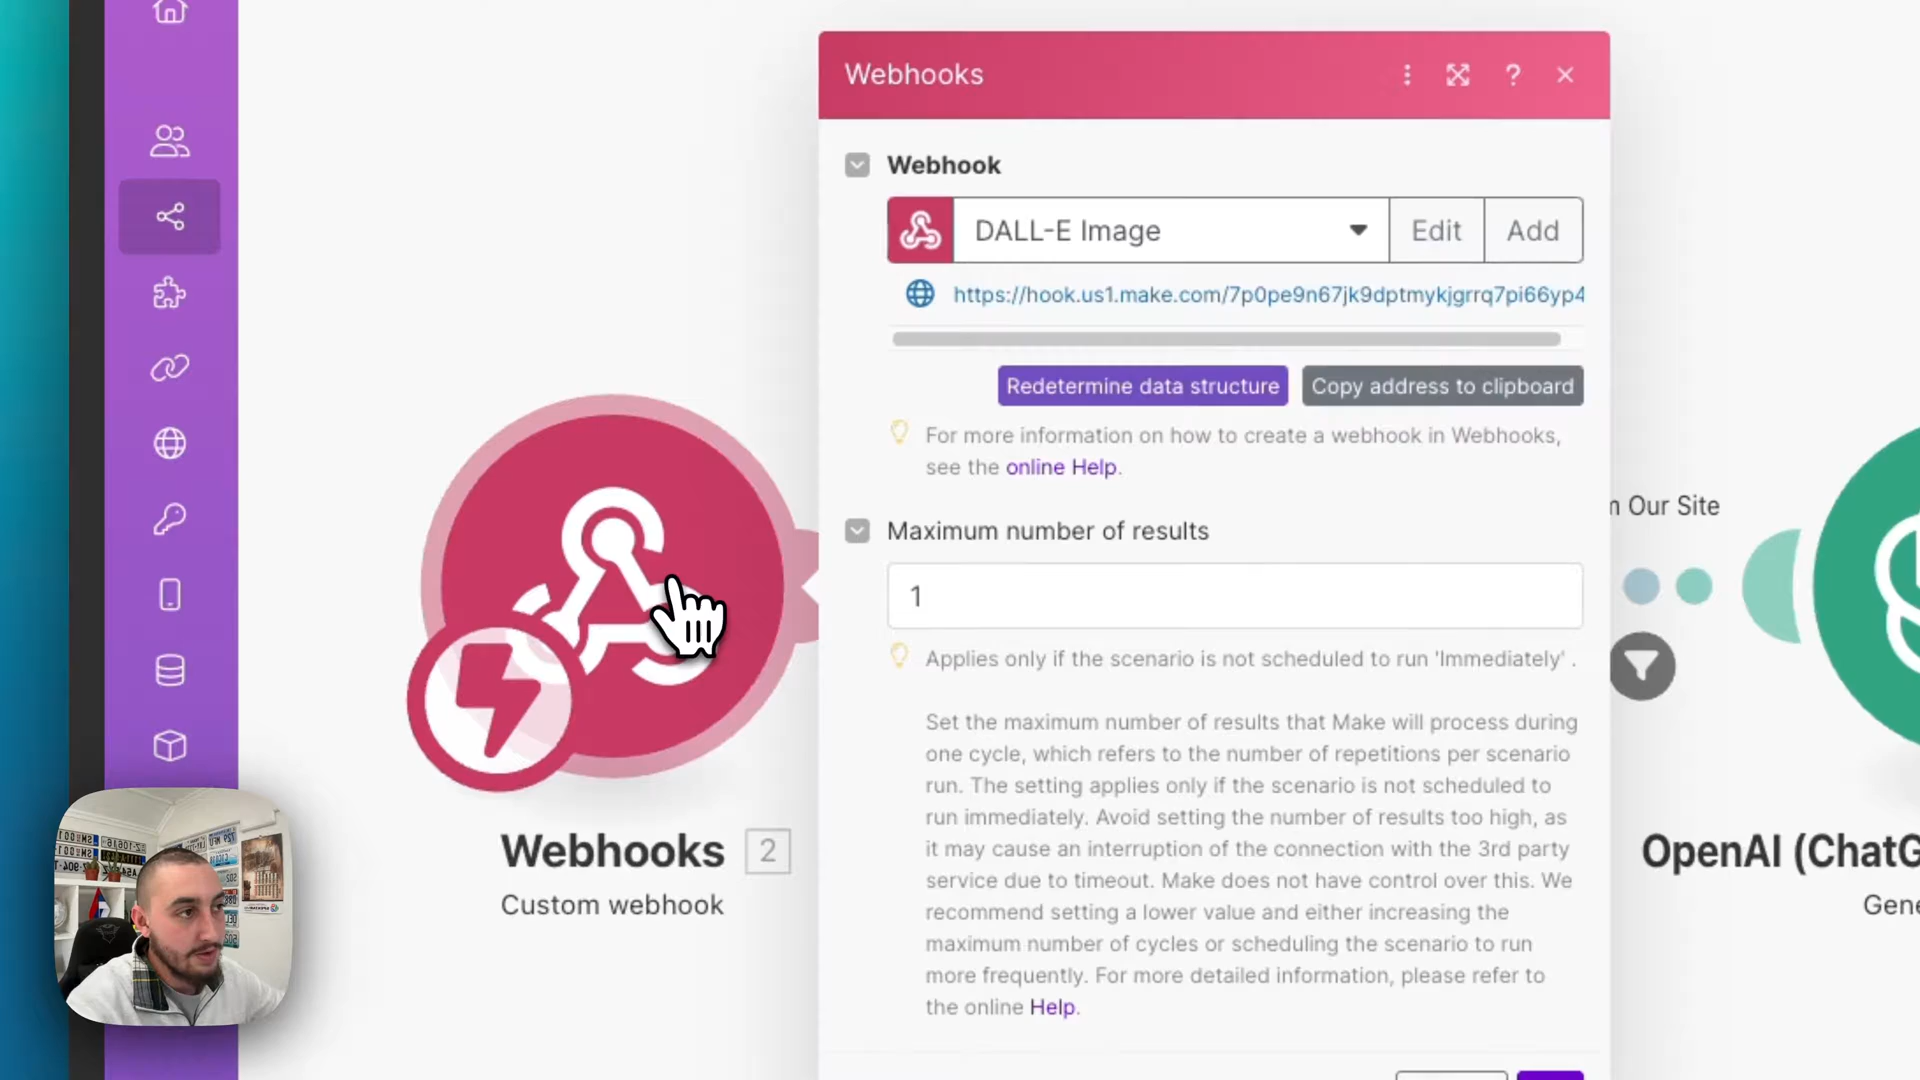 Webhooks
Webhook
DALL-E Image
Edit
Add
https://hook.us1.make.com/7p0pe9n67jk9dptmykjgrrq7pi66yp4
Redetermine data structure
Copy address to clipboard
For more information on how to create a webhook in Webhooks,
see the online Help.
Maximum number of results
1
Applies only if the scenario is not scheduled to run 'Immediately' .
Set the maximum number of results that Make will process during
one cycle, which refers to the number of repetitions per scenario
run. The setting applies only if the scenario is not scheduled to
run immediately. Avoid setting the number of results too high, as
it may cause an interruption of the connection with the 3rd party
service due to timeout. Make does not have control over this. We
recommend setting a lower value and either increasing the
maximum number of cycles or scheduling the scenario to run
more frequently. For more detailed information, please refer to
the online Help.
Webhooks 2
Custom webhook
Our Site
OpenAI (ChatG
Gene